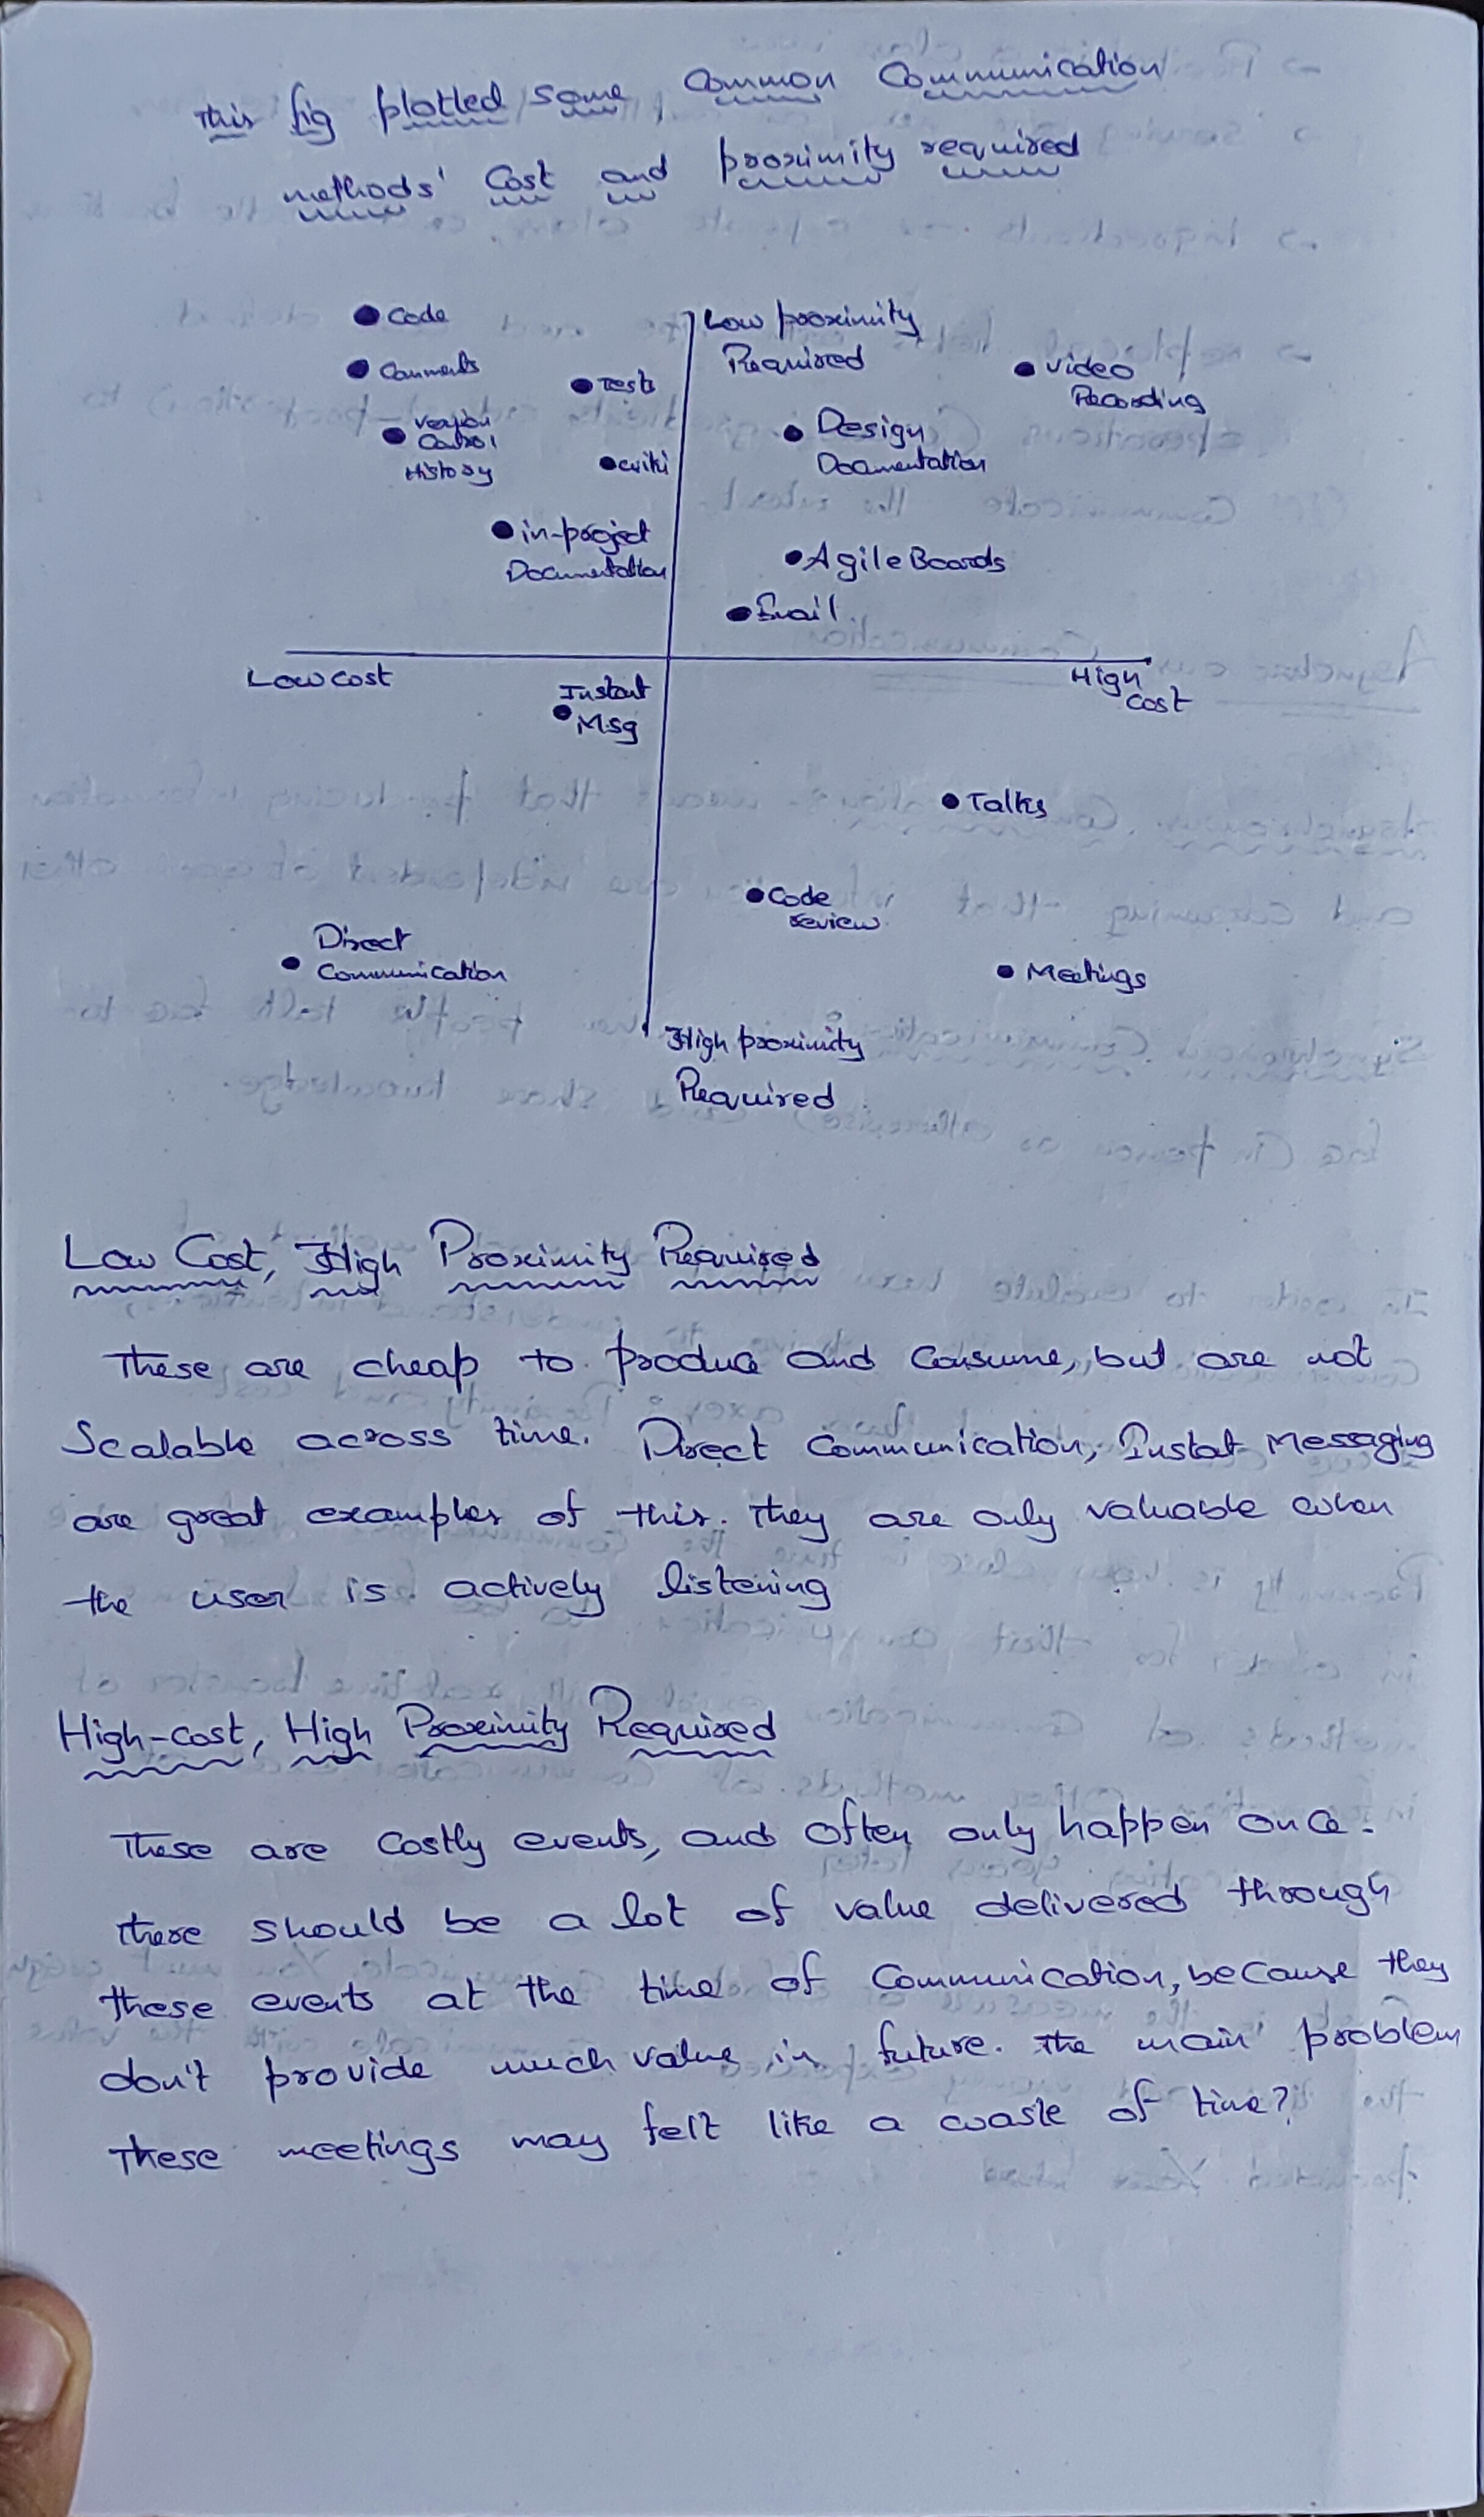 This fig plotted some Common Communication
methods' Cost and proximity required
Code
Low proximity
Required
Comments
Tests
Video
Recording
Version
Control
History
wiki
Design
Documentation
in-project
Documentation
Agile Boards
Email
Low cost
High
Cost
Instant
Msg
Talks
Code
review
Direct
Communication
Meetings
High proximity
Required
Low Cost, High Proximity Required
These are cheap to produce and Consume, but are not
Scalable across time. Direct Communication, Instat Messaging
are great examples of this. They are only valuable when
the user is actively listening
High-cost, High Proximity Required
These are Costly events, and often only happen once.
there should be a lot of value delivered through
these events at the time of Communication, because they
don't provide much value in future. The main problem
These meetings may felt like a waste of time?